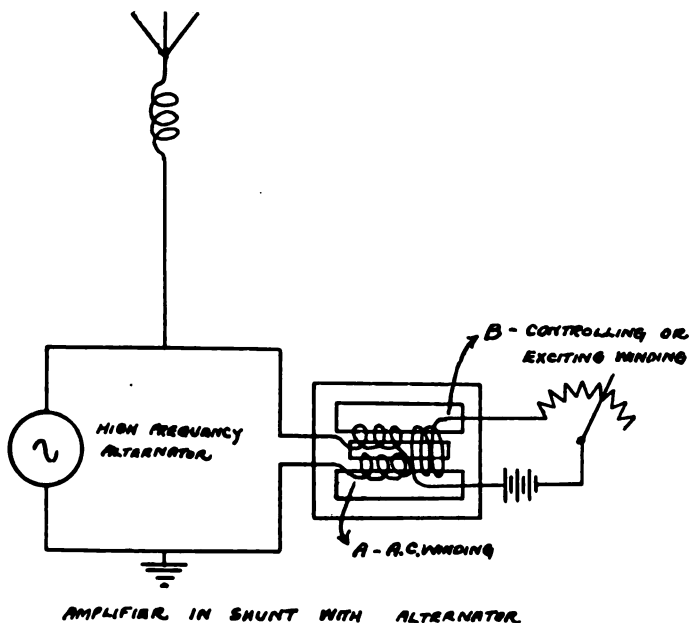 B - CONTROLLING OR
EXCITING WINDING
HIGH FREQUENCY
ALTERNATOR
A - A.C. WINDING
AMPLIFIER IN SHUNT WITH ALTERNATOR